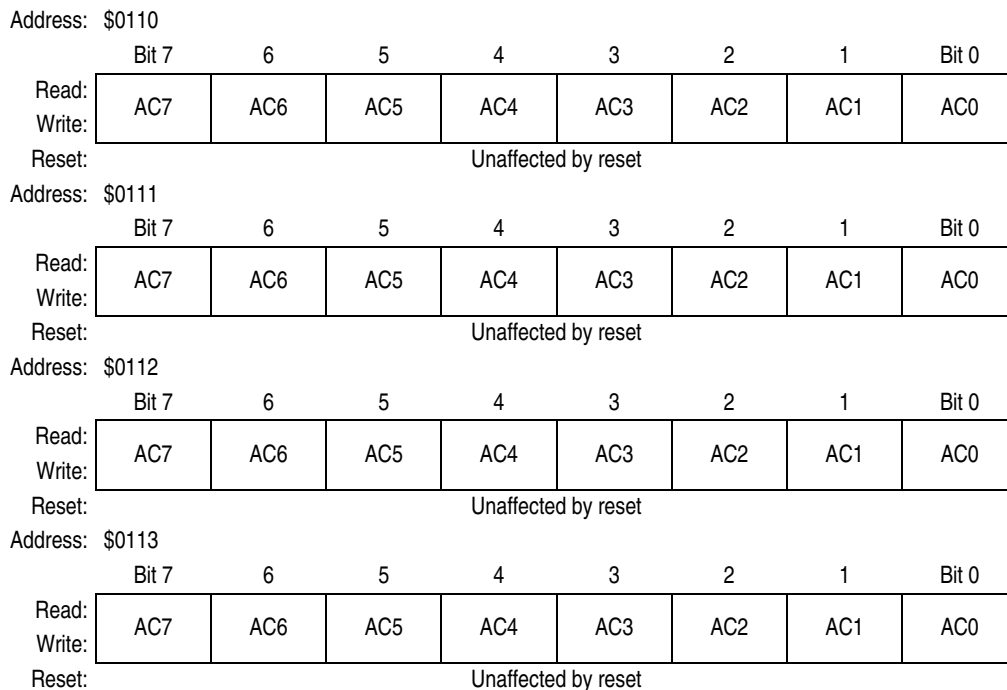 Address: $0110
Bit 7 6 5 4 3 2 1 Bit 0
Read:
AC7 AC6 AC5 AC4 AC3 AC2 AC1 AC0
Write:
Reset: Unaffected by reset
Address: $0111
Bit 7 6 5 4 3 2 1 Bit 0
Read:
AC7 AC6 AC5 AC4 AC3 AC2 AC1 AC0
Write:
Reset: Unaffected by reset
Address: $0112
Bit 7 6 5 4 3 2 1 Bit 0
Read:
AC7 AC6 AC5 AC4 AC3 AC2 AC1 AC0
Write:
Reset: Unaffected by reset
Address: $0113
Bit 7 6 5 4 3 2 1 Bit 0
Read:
AC7 AC6 AC5 AC4 AC3 AC2 AC1 AC0
Write:
Reset: Unaffected by reset